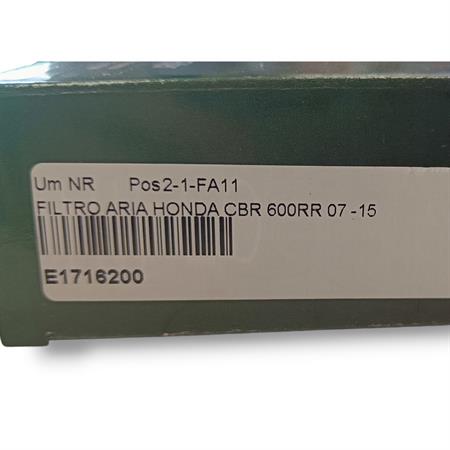 Um NR Pos2-1-FA11
FILTRO ARIA HONDA CBR 600RR 07 -15
E1716200